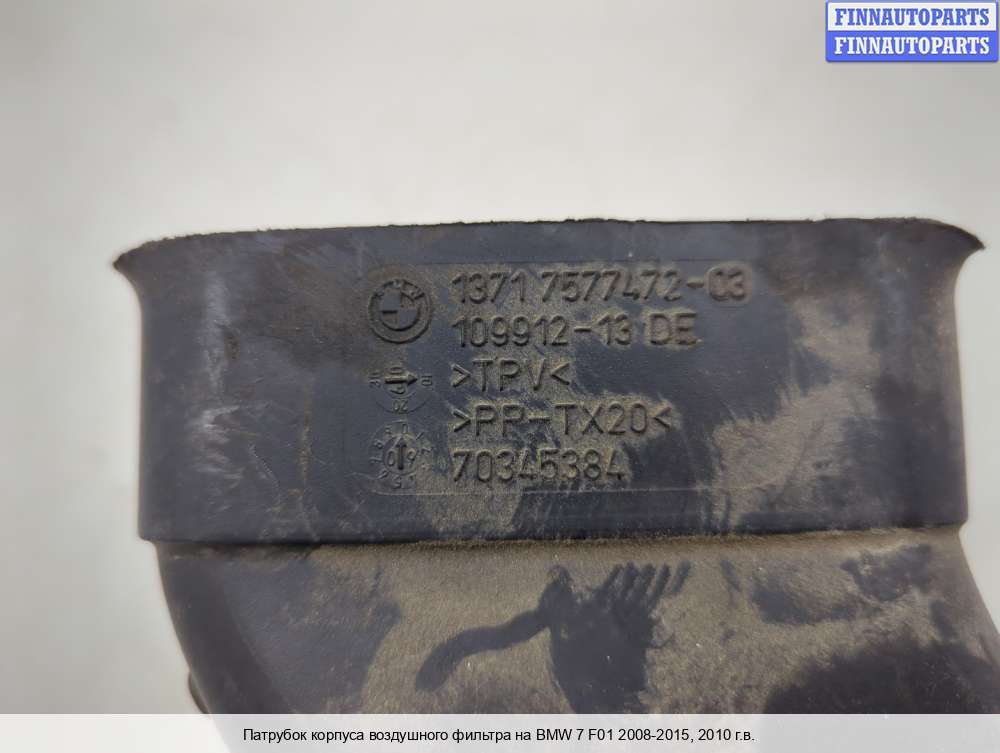 FINNAUTOPARTS
FINNAUTOPARTS
1371 7577472-03
109912-13 DE
>TPV<
>PP-TX20<
70345384
Патрубок корпуса воздушного фильтра на BMW 7 F01 2008-2015, 2010 г.в.